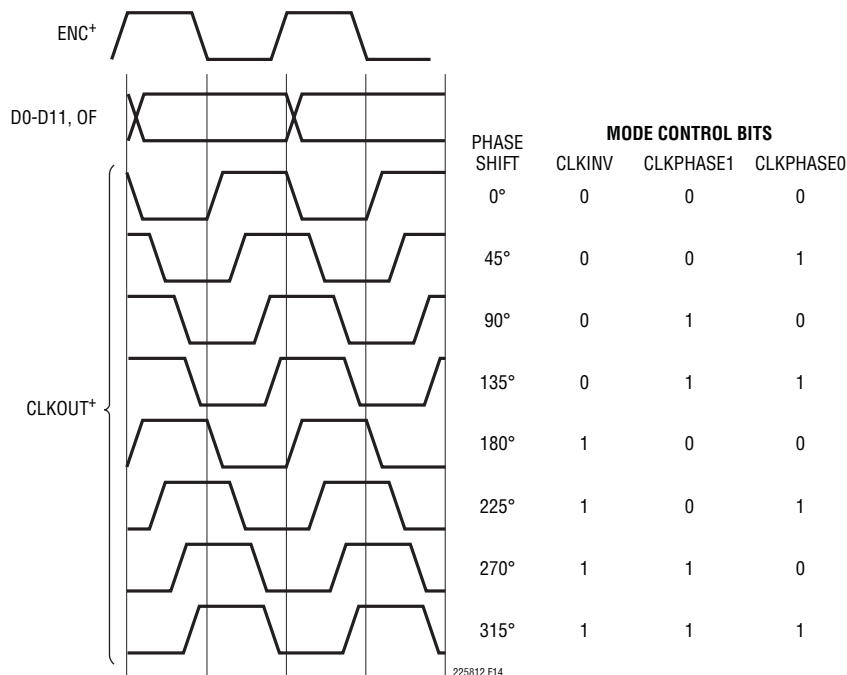 ENC+
D0-D11, OF
CLKOUT+
MODE CONTROL BITS
PHASE SHIFT CLKINV CLKPHASE1 CLKPHASE0
0° 0 0 0
45° 0 0 1
90° 0 1 0
135° 0 1 1
180° 1 0 0
225° 1 0 1
270° 1 1 0
315° 1 1 1
225812 F14